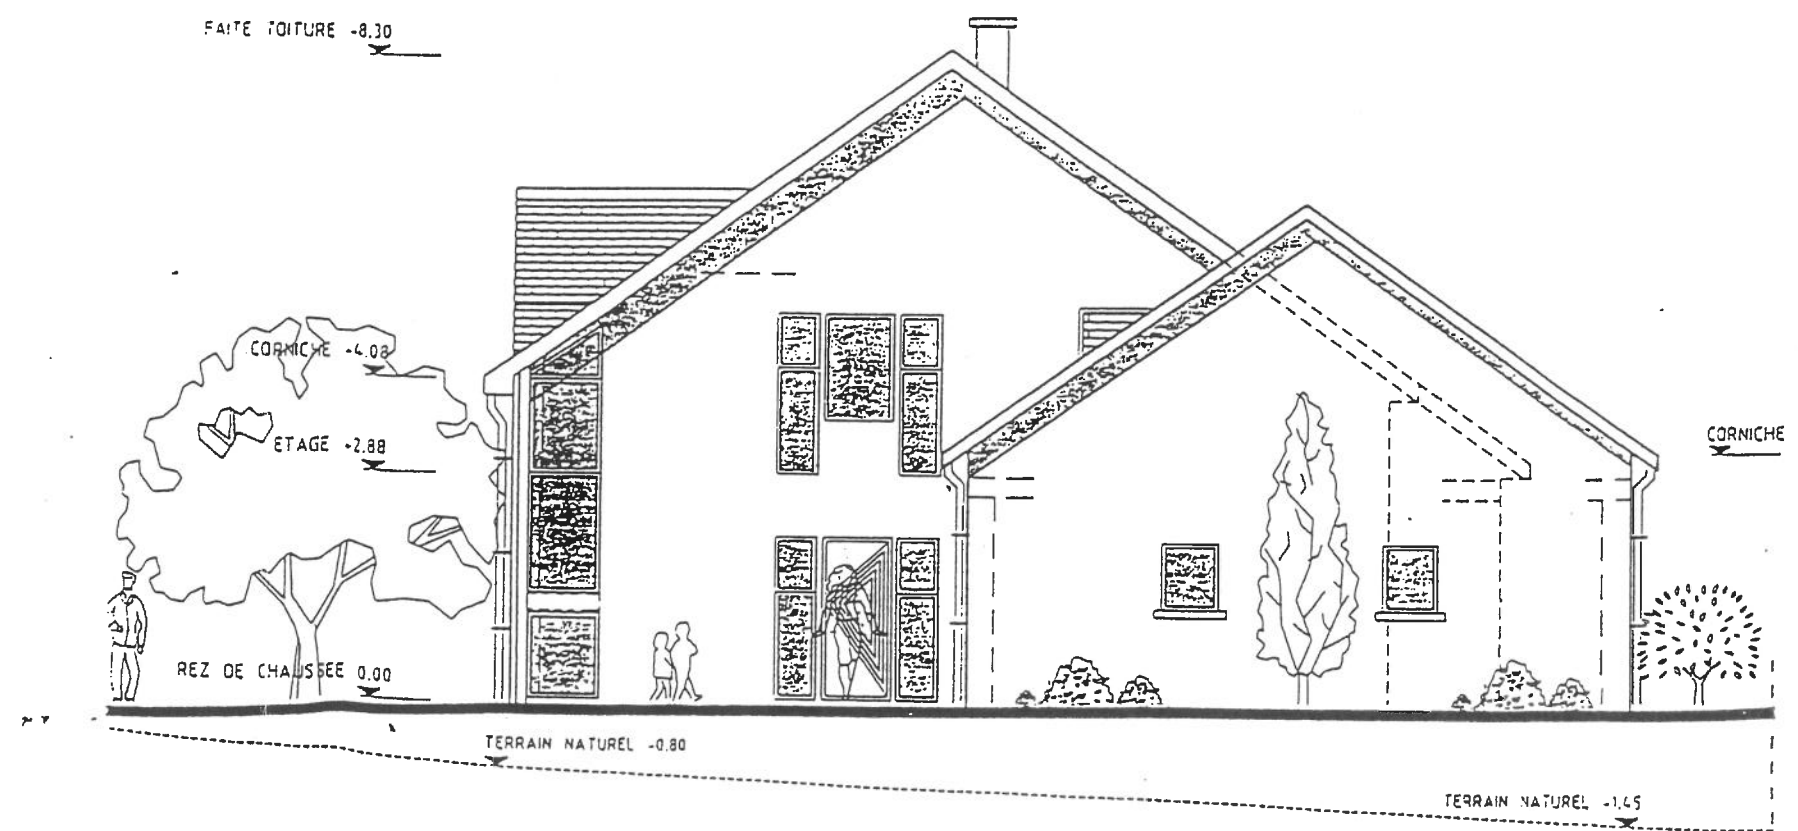 FAITE TOITURE -8.30
CORNICHE -4.08
ETAGE +2.88
CORNICHE
REZ DE CHAUSSEE 0.00
TERRAIN NATUREL -0.80
TERRAIN NATUREL -1.45